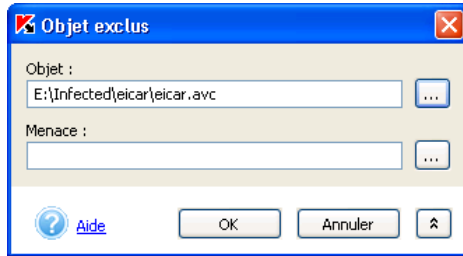 Objet exclus
Objet :
E:\Infected\eicar\eicar.avc
...
Menace :
...
Aide
OK
Annuler